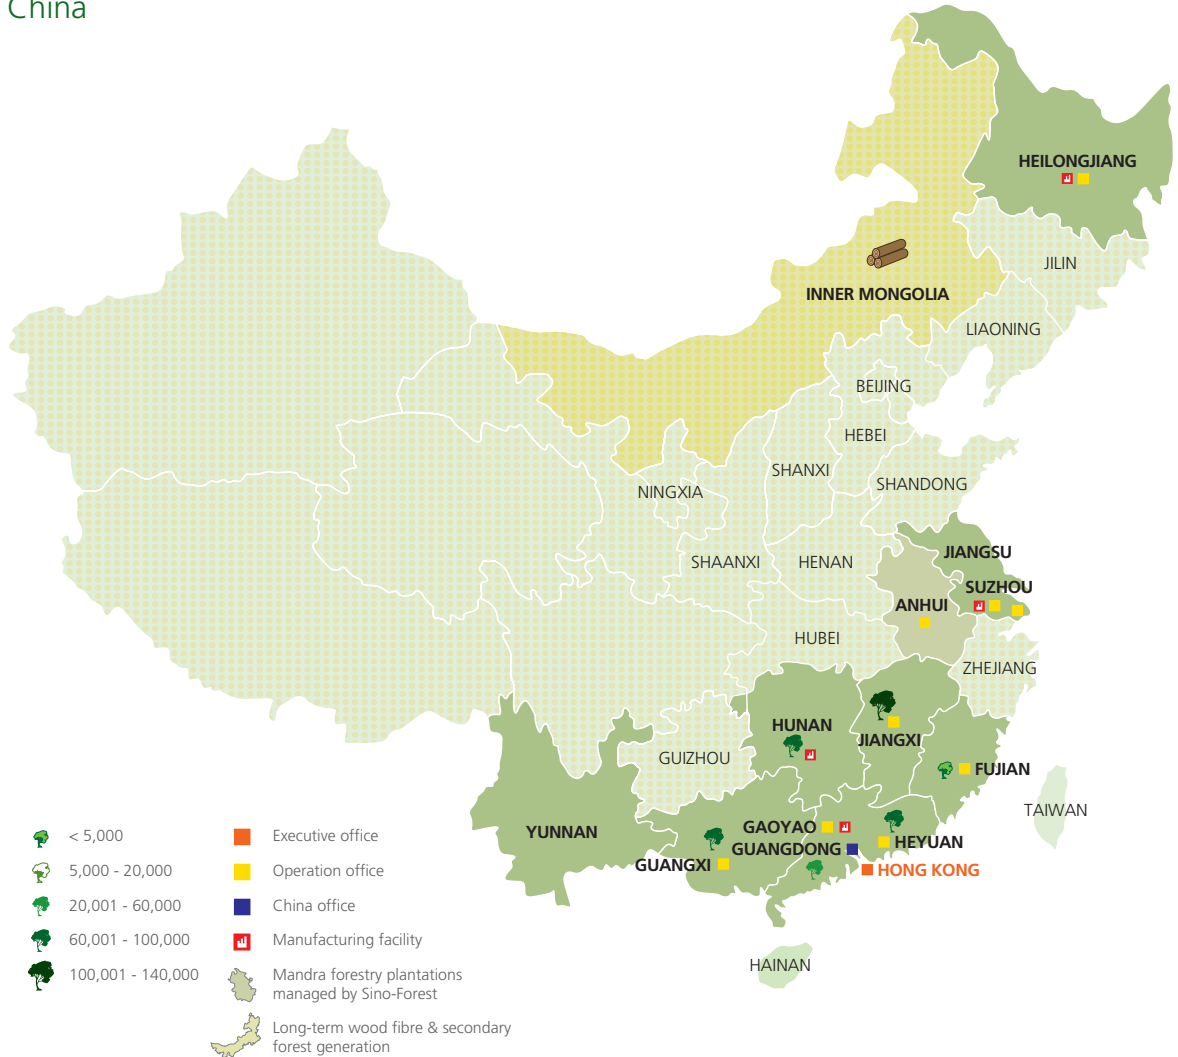 China
HEILONGJIANG
JILIN
INNER MONGOLIA
LIAONING
BEIJING
HEBEI
SHANXI
SHANDONG
NINGXIA
JIANGSU
SHAANXI
HENAN
SUZHOU
ANHUI
HUBEI
ZHEJIANG
HUNAN
JIANGXI
GUIZHOU
FUJIAN
TAIWAN
YUNNAN
GAOYAO
HEYUAN
GUANGDONG
GUANGXI
HONG KONG
HAINAN
< 5,000
5,000 - 20,000
20,001 - 60,000
60,001 - 100,000
100,001 - 140,000
Executive office
Operation office
China office
Manufacturing facility
Mandra forestry plantations
managed by Sino-Forest
Long-term wood fibre & secondary
forest generation